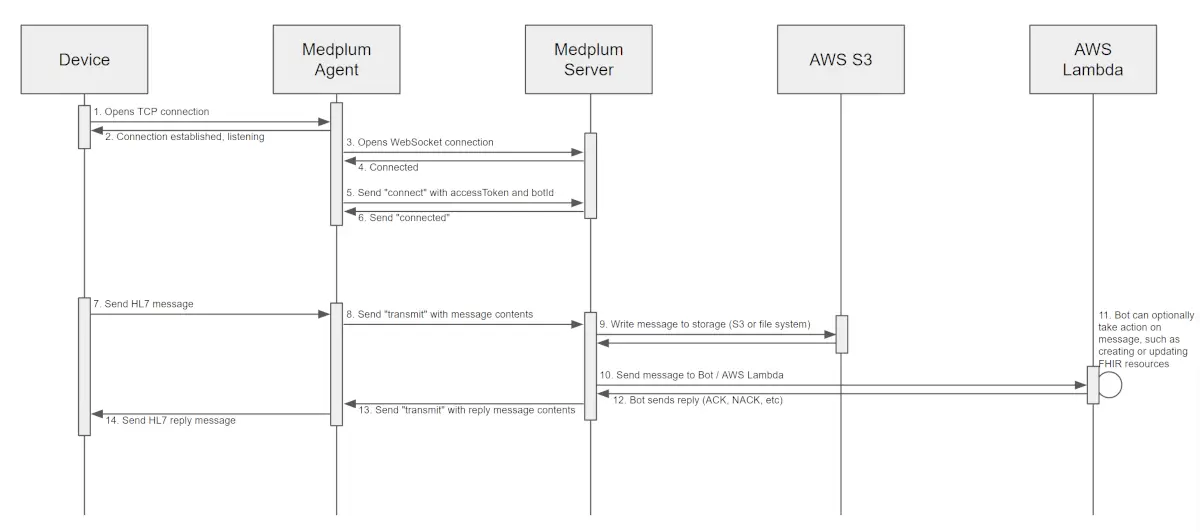 Device
Medplum
Agent
Medplum
Server
AWS S3
AWS
Lambda
1. Opens TCP connection
2. Connection established, listening
3. Opens WebSocket connection
4. Connected
5. Send "connect" with accessToken and botId
6. Send "connected"
7. Send HL7 message
8. Send "transmit" with message contents
9. Write message to storage (S3 or file system)
10. Send message to Bot / AWS Lambda
11. Bot can optionally
take action on
message, such as
creating or updating
FHIR resources
12. Bot sends reply (ACK, NACK, etc)
13. Send "transmit" with reply message contents
14. Send HL7 reply message